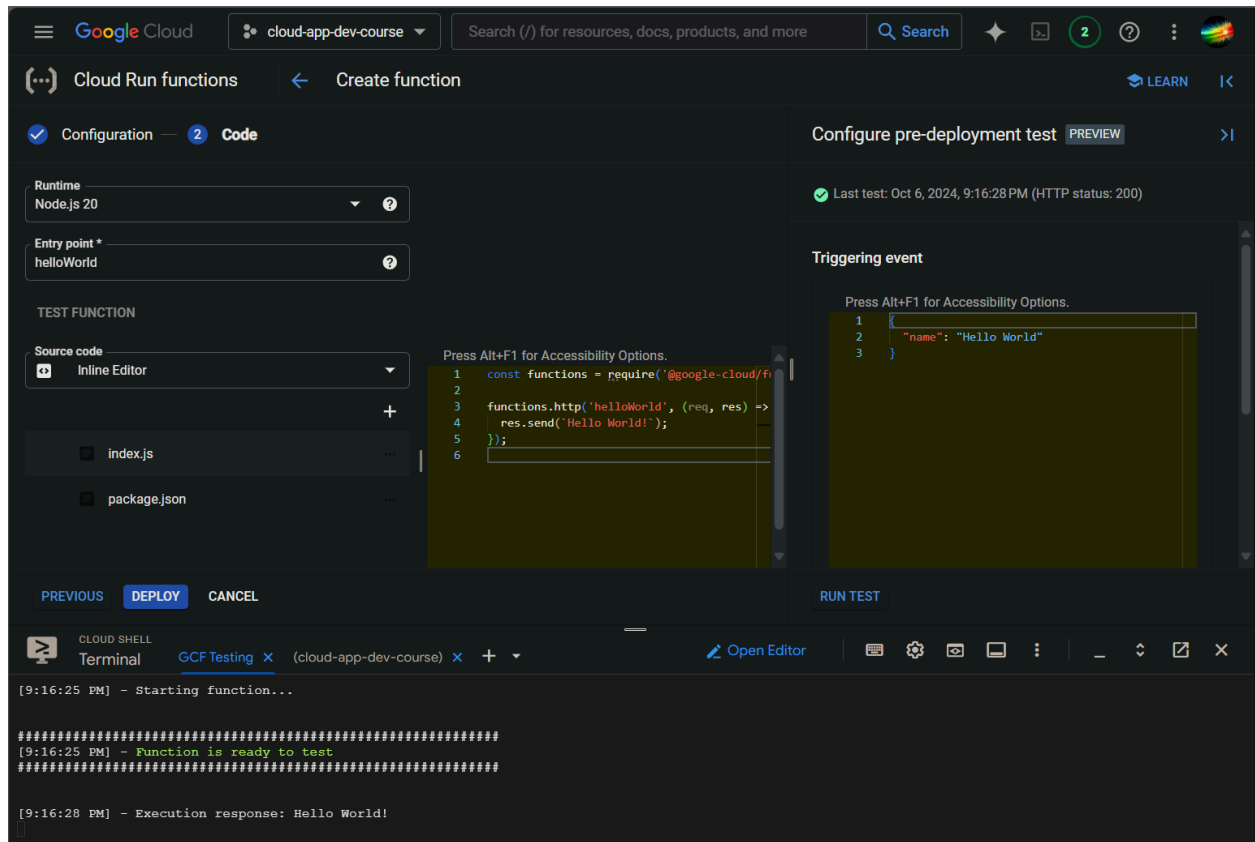 Google Cloud cloud-app-dev-course Search (/) for resources, docs, products, and more Search 2
Cloud Run functions Create function LEARN
Configuration 2 Code
Runtime
Node.js 20
Entry point *
helloWorld
TEST FUNCTION
Source code
Inline Editor
index.js
package.json
Press Alt+F1 for Accessibility Options.
1 const functions = require('@google-cloud/fu
2
3 functions.http('helloWorld', (req, res) =>
4 res.send(`Hello World!`);
5 });
6
PREVIOUS DEPLOY CANCEL
Configure pre-deployment test PREVIEW
Last test: Oct 6, 2024, 9:16:28 PM (HTTP status: 200)
Triggering event
Press Alt+F1 for Accessibility Options.
1 {
2 "name": "Hello World"
3 }
RUN TEST
CLOUD SHELL
Terminal GCF Testing (cloud-app-dev-course) Open Editor
[9:16:25 PM] - Starting function...
#############################################################
[9:16:25 PM] - Function is ready to test
#############################################################
[9:16:28 PM] - Execution response: Hello World!